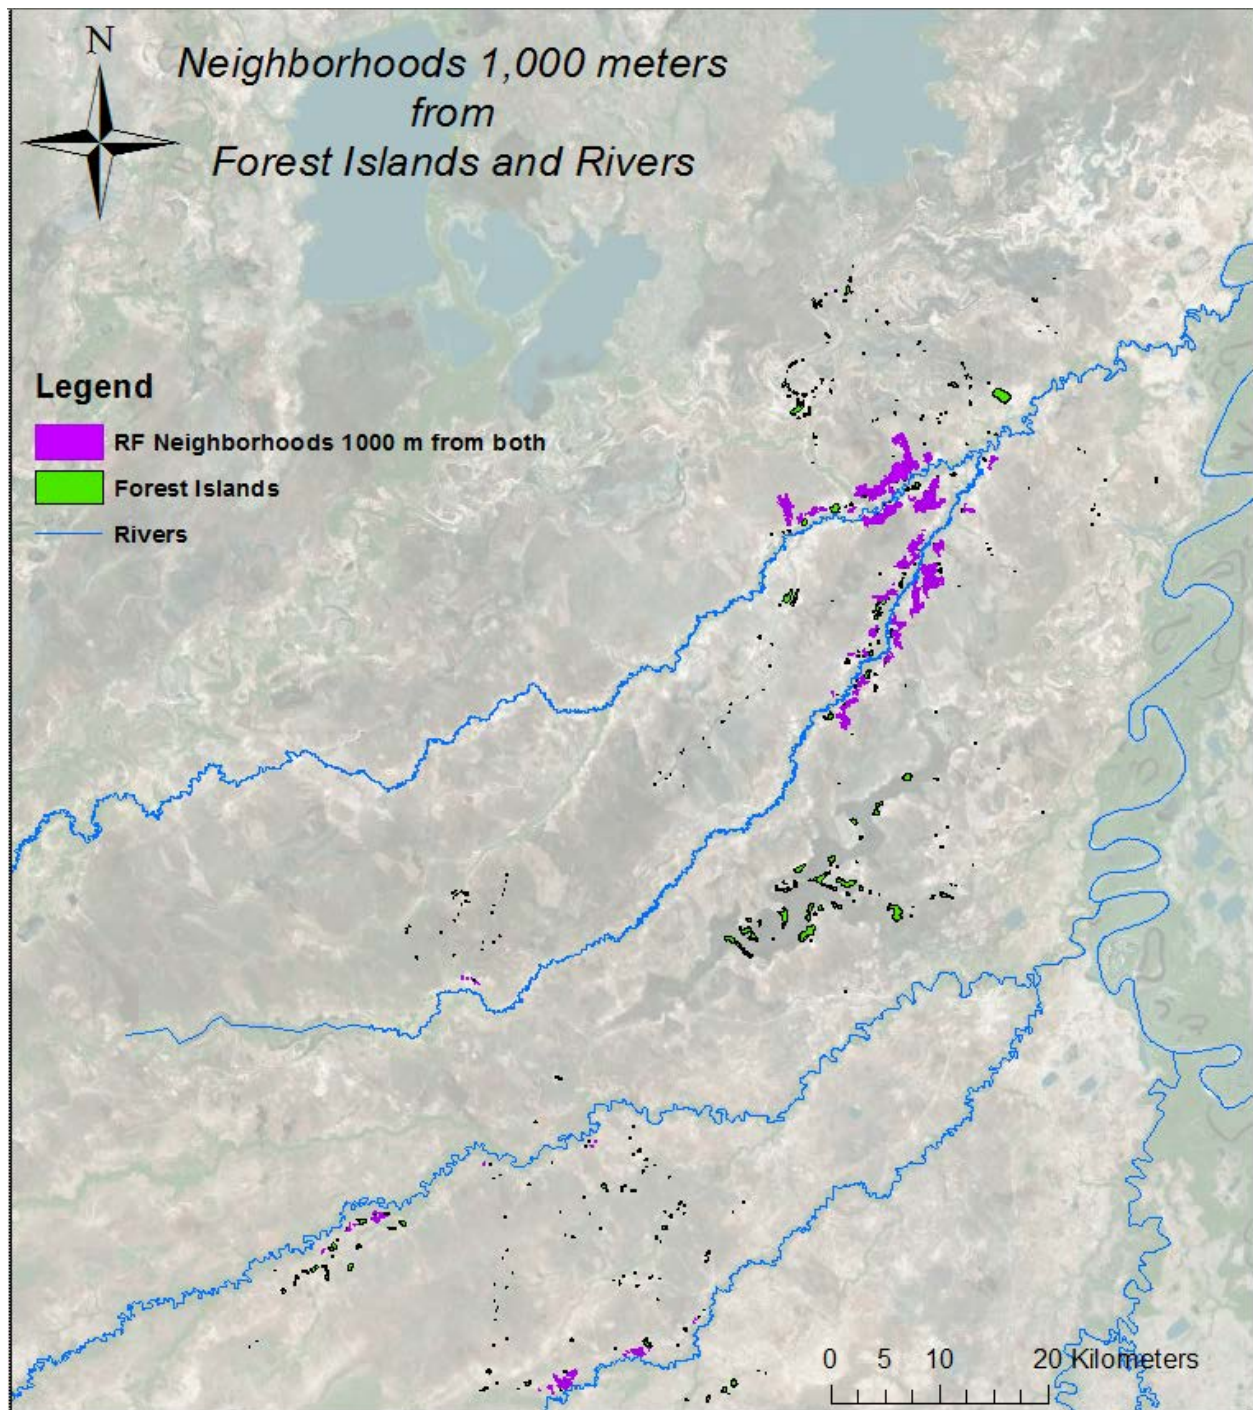 N
Neighborhoods 1,000 meters
from
Forest Islands and Rivers
Legend
RF Neighborhoods 1000 m from both
Forest Islands
Rivers
0 5 10 20 Kilometers